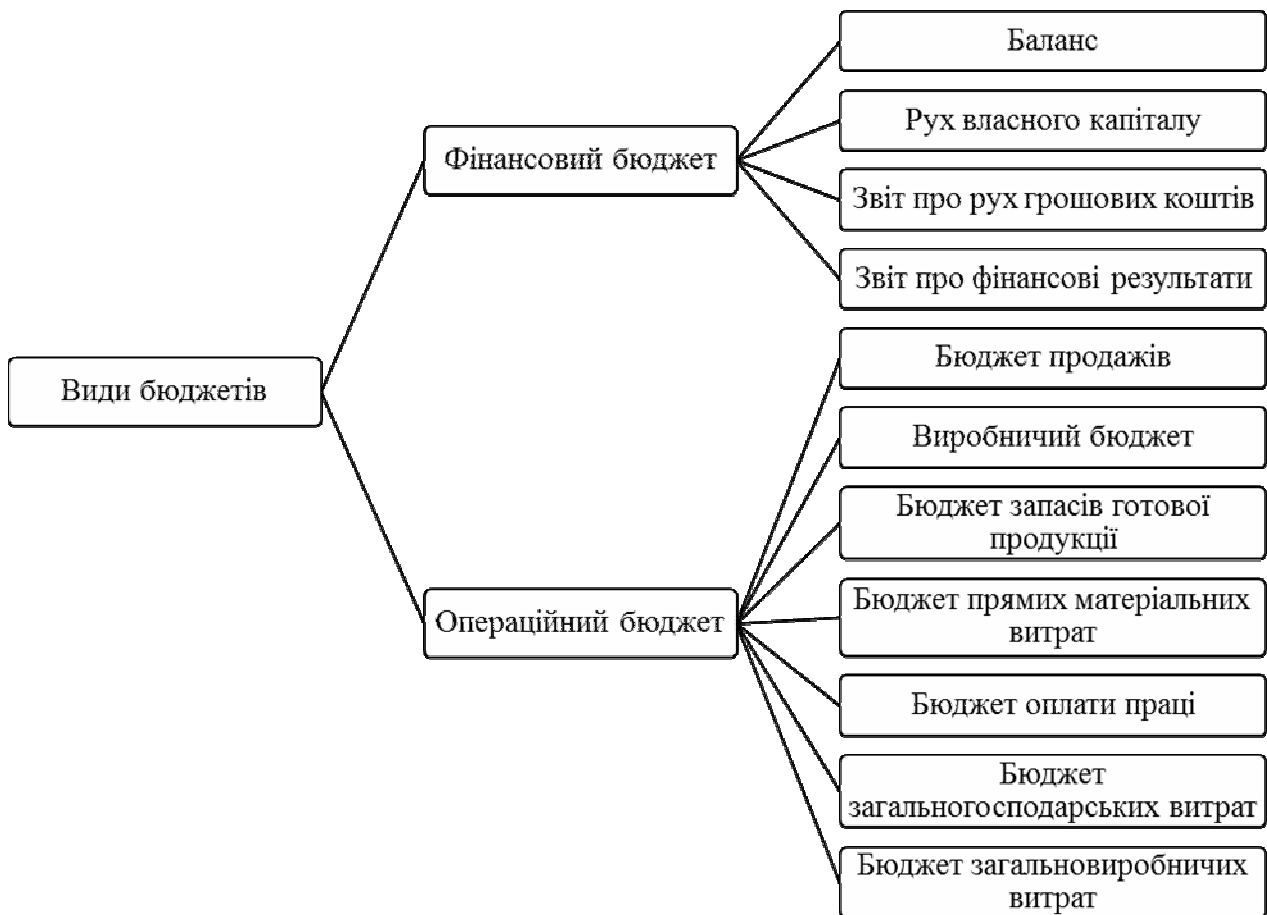 Види бюджетів
Фінансовий бюджет
Баланс
Рух власного капіталу
Звіт про рух грошових коштів
Звіт про фінансові результати
Операційний бюджет
Бюджет продажів
Виробничий бюджет
Бюджет запасів готової
продукції
Бюджет прямих матеріальних
витрат
Бюджет оплати праці
Бюджет
загальногосподарських витрат
Бюджет загальновиробничих
витрат